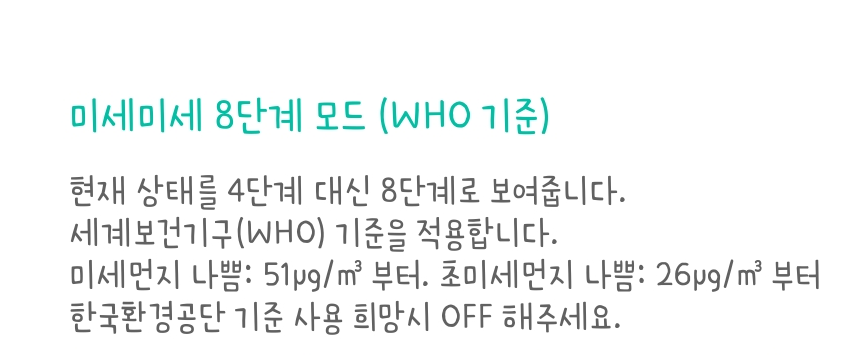 미세미세 8단계 모드 (WHO 기준)
현재 상태를 4단계 대신 8단계로 보여줍니다.
세계보건기구(WHO) 기준을 적용합니다.
미세먼지 나쁨: 51μg/㎥ 부터. 초미세먼지 나쁨: 26μg/㎥ 부터
한국환경공단 기준 사용 희망시 OFF 해주세요.